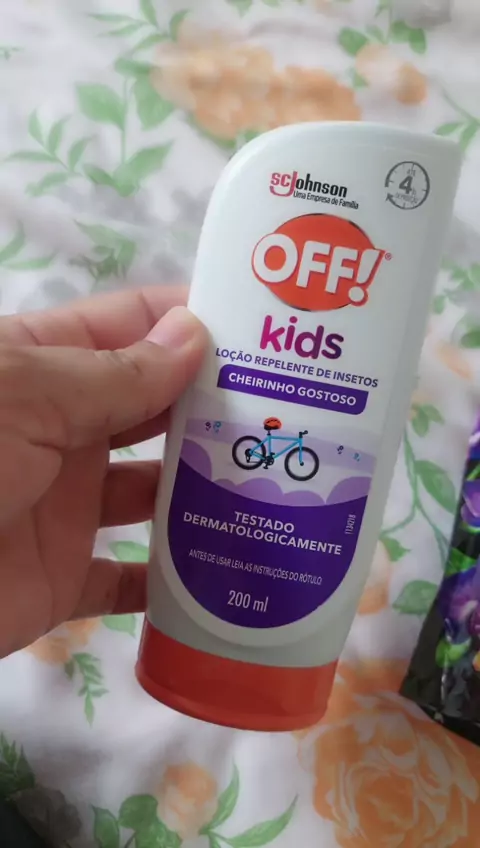 SCJohnson
Uma Empresa de Família
4
OFF!®
kids
LOÇÃO REPELENTE DE INSETOS
CHEIRINHO GOSTOSO
TESTADO
DERMATOLOGICAMENTE
ANTES DE USAR LEIA AS INSTRUÇÕES DO RÓTULO.
200 ml